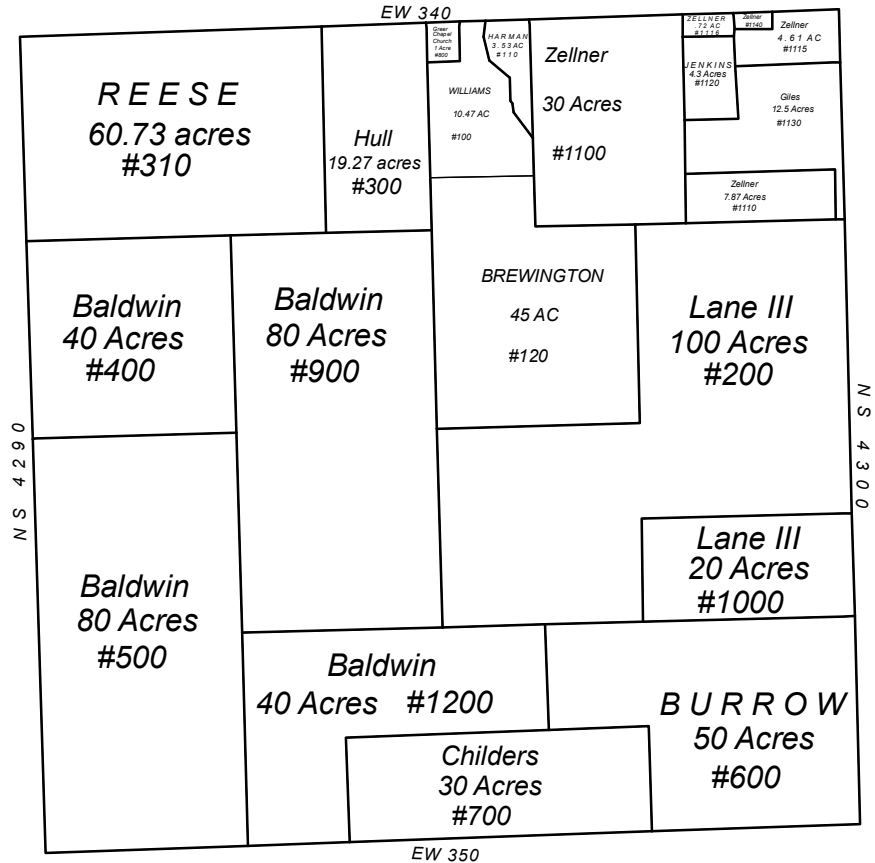 EW 340
R E E S E
60.73 acres
#310
Hull
19.27 acres
#300
Greer
Chapel
Church
1 Acre
#800
HARMAN
3.53AC
#110
WILLIAMS
10.47 AC
#100
Zellner
30 Acres
#1100
ZELLNER
.72 AC
#1116
Zellner
#1140
Zellner
4.61 AC
#1115
JENKINS
4.3 Acres
#1120
Giles
12.5 Acres
#1130
Zellner
7.87 Acres
#1110
Baldwin
40 Acres
#400
Baldwin
80 Acres
#900
BREWINGTON
45 AC
#120
Lane III
100 Acres
#200
NS 4290
NS 4300
Baldwin
80 Acres
#500
Lane III
20 Acres
#1000
Baldwin
40 Acres #1200
B U R R O W
50 Acres
#600
Childers
30 Acres
#700
EW 350